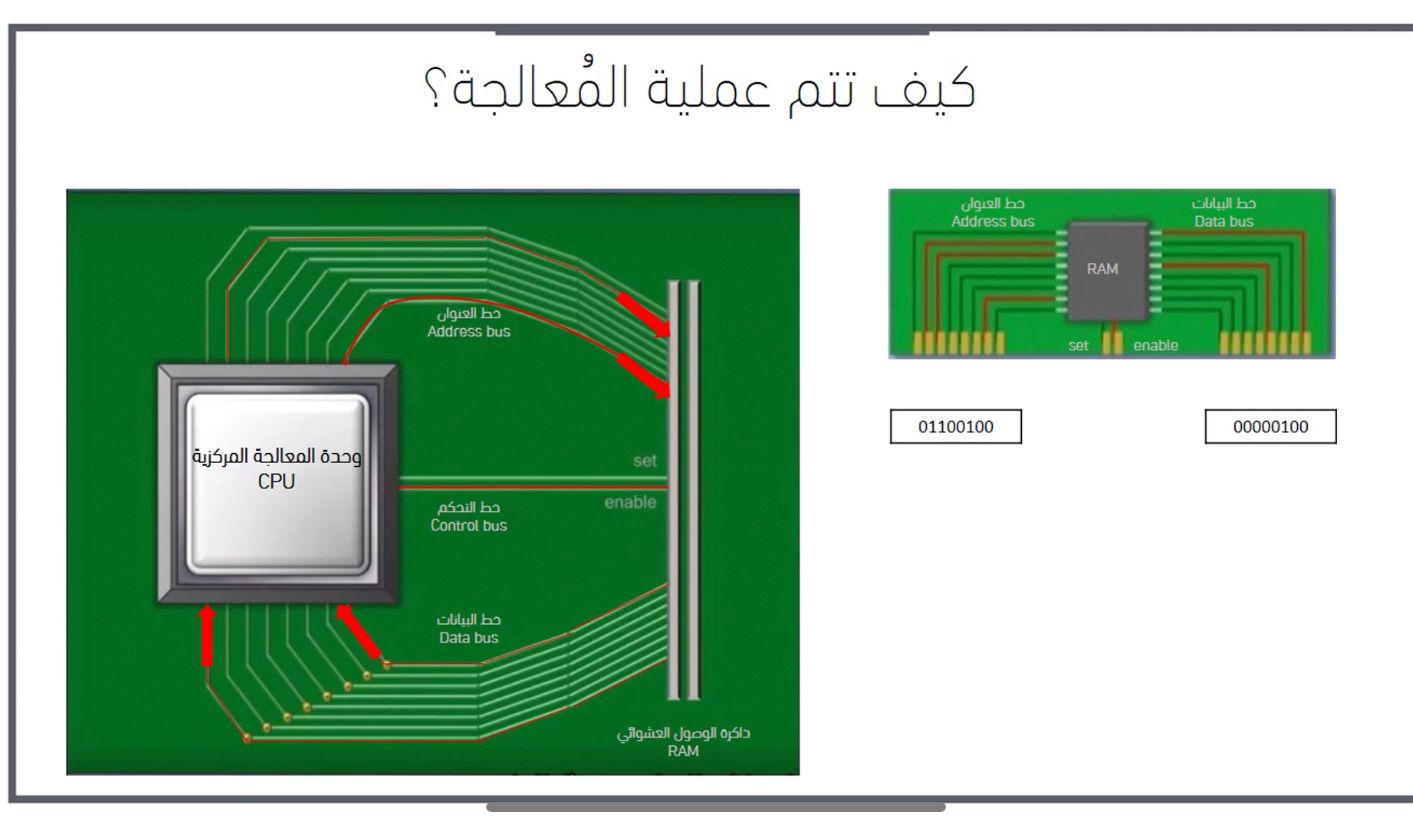 كيف تتم عملية المُعالجة؟
خط العنوان
Address bus
وحدة المعالجة المركزية
CPU
set
enable
خط التحكم
Control bus
خط البيانات
Data bus
ذاكرة الوصول العشوائي
RAM
خط العنوان
Address bus
خط البيانات
Data bus
RAM
set
enable
01100100
00000100